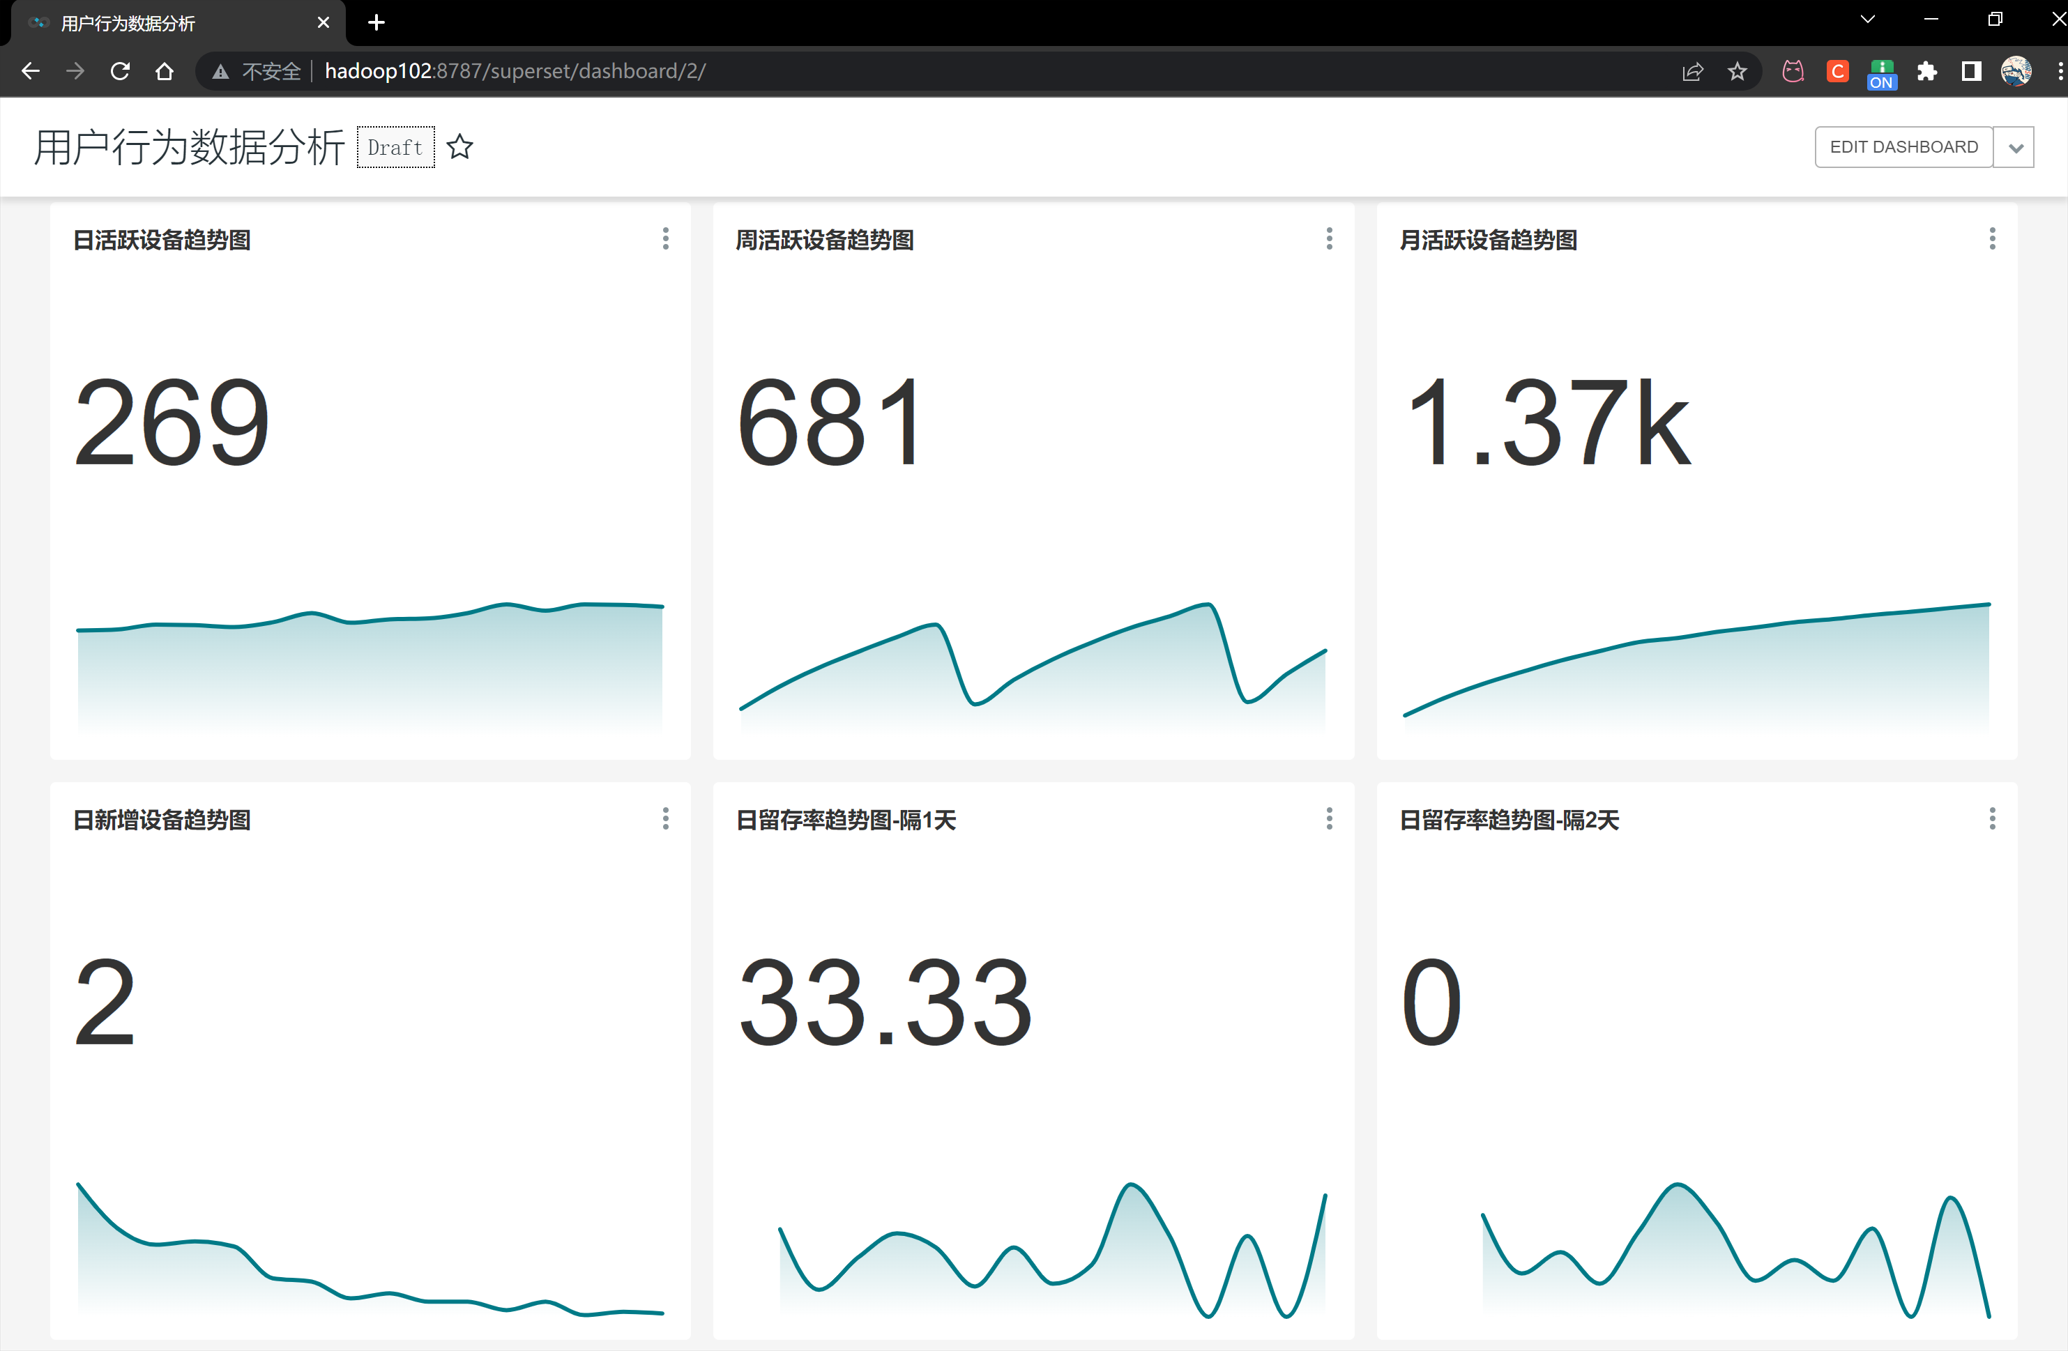 用户行为数据分析
不安全 hadoop102:8787/superset/dashboard/2/
C
ON
用户行为数据分析 Draft
EDIT DASHBOARD
日活跃设备趋势图
周活跃设备趋势图
月活跃设备趋势图
269
681
1.37k
日新增设备趋势图
日留存率趋势图-隔1天
日留存率趋势图-隔2天
2
33.33
0